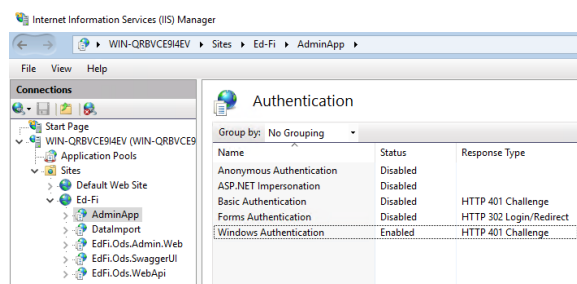 Internet Information Services (IIS) Manager
WIN-QRBVCE9I4EV ▸ Sites ▸ Ed-Fi ▸ AdminApp ▸
File View Help
Connections
Start Page
WIN-QRBVCE9I4EV (WIN-QRBVCE9
Application Pools
Sites
Default Web Site
Ed-Fi
AdminApp
DataImport
EdFi.Ods.Admin.Web
EdFi.Ods.SwaggerUI
EdFi.Ods.WebApi
Authentication
Group by: No Grouping
Name Status Response Type
Anonymous Authentication Disabled
ASP.NET Impersonation Disabled
Basic Authentication Disabled HTTP 401 Challenge
Forms Authentication Disabled HTTP 302 Login/Redirect
Windows Authentication Enabled HTTP 401 Challenge